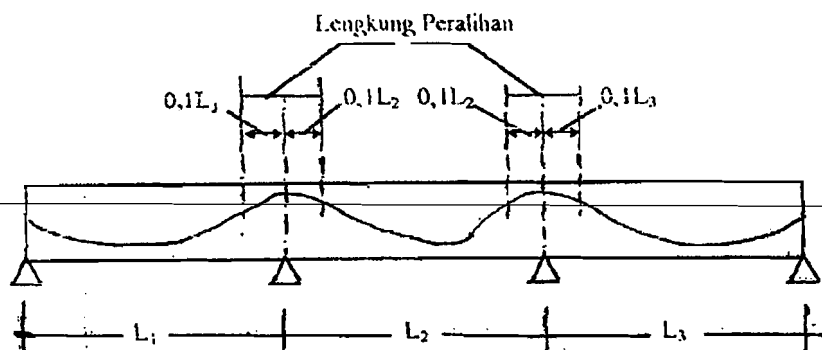 Lengkung Peralihan
0,1L₁ 0,1L₂ 0,1L₂ 0,1L₃
L₁ L₂ L₃